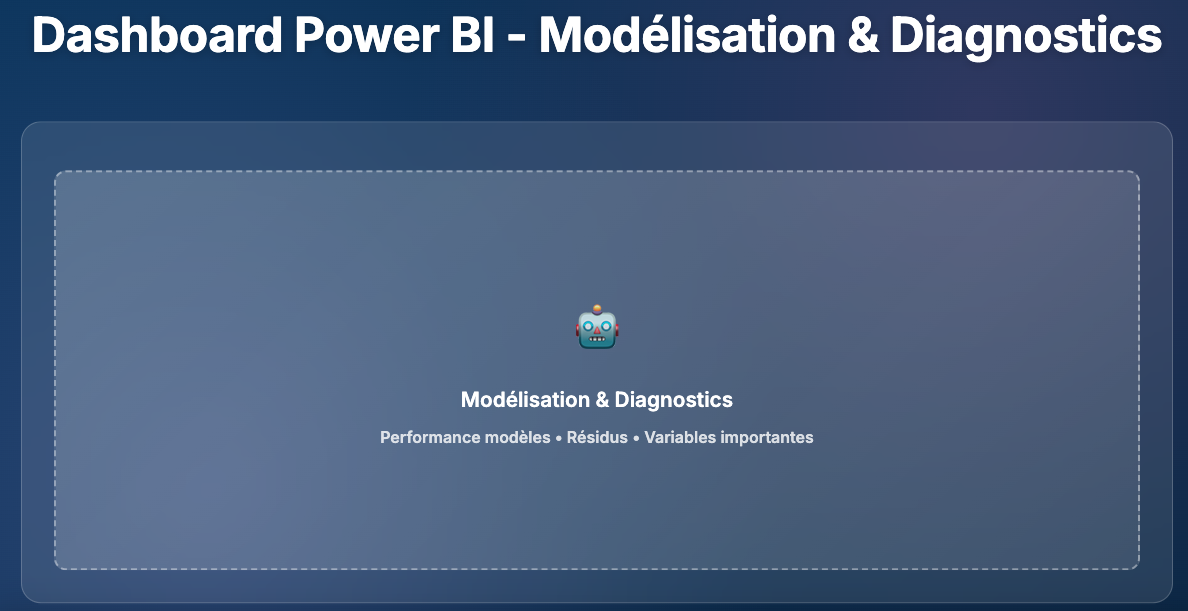 Dashboard Power BI - Modélisation & Diagnostics
Modélisation & Diagnostics
Performance modèles • Résidus • Variables importantes